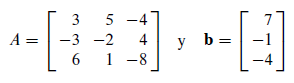 A = [ 3 5 −4 ; −3 −2 4 ; 6 1 −8 ] y b = [ 7 ; −1 ; −4 ]